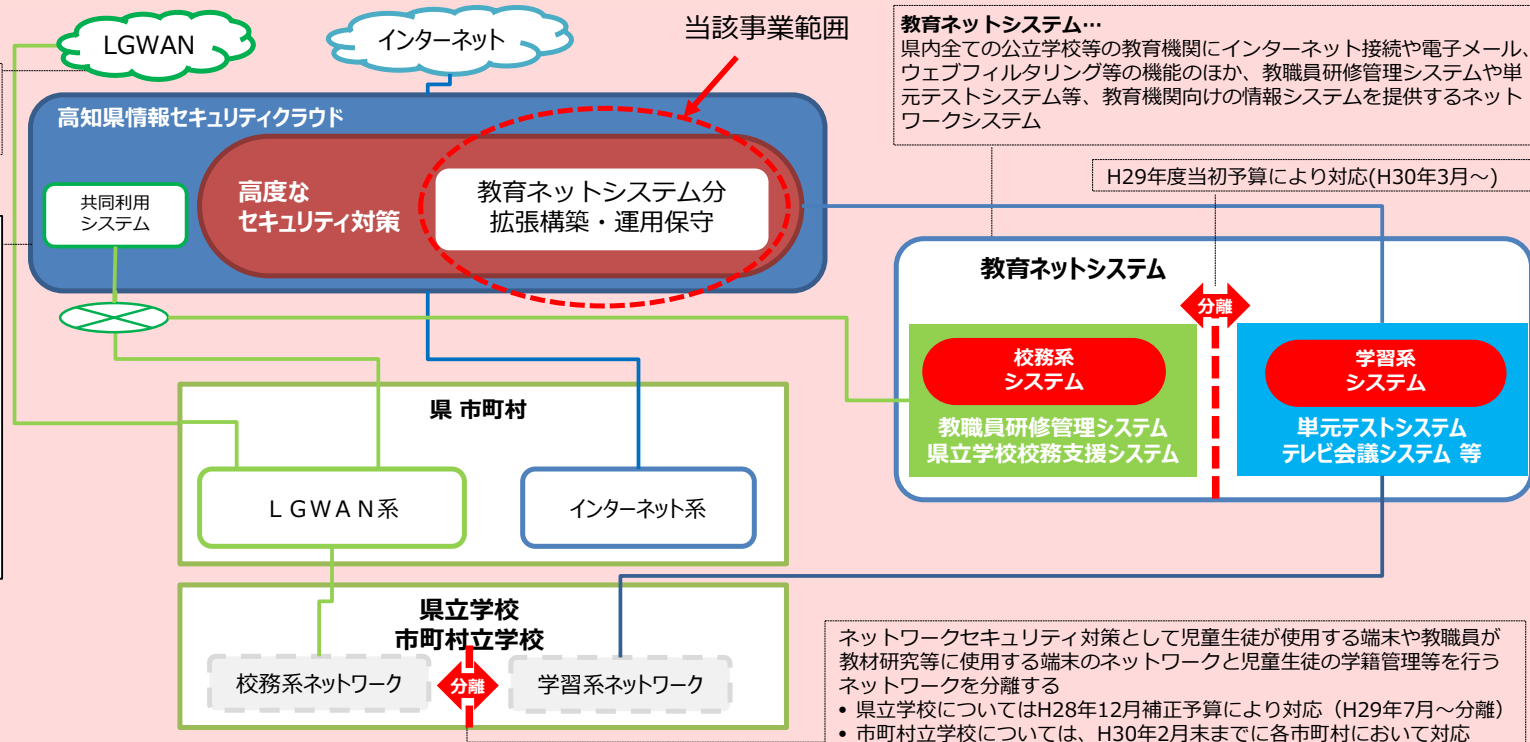 LGWAN
インターネット
当該事業範囲
教育ネットシステム…
県内全ての公立学校等の教育機関にインターネット接続や電子メール、
ウェブフィルタリング等の機能のほか、教職員研修管理システムや単
元テストシステム等、教育機関向けの情報システムを提供するネット
ワークシステム
高知県情報セキュリティクラウド
共同利用
システム
高度な
セキュリティ対策
教育ネットシステム分
拡張構築・運用保守
H29年度当初予算により対応(H30年3月～)
教育ネットシステム
分離
校務系
システム
教職員研修管理システム
県立学校校務支援システム
学習系
システム
単元テストシステム
テレビ会議システム 等
県 市町村
ＬＧＷＡＮ系
インターネット系
県立学校
市町村立学校
校務系ネットワーク
分離
学習系ネットワーク
ネットワークセキュリティ対策として児童生徒が使用する端末や教職員が
教材研究等に使用する端末のネットワークと児童生徒の学籍管理等を行う
ネットワークを分離する
• 県立学校についてはH28年12月補正予算により対応（H29年7月～分離）
• 市町村立学校については、H30年2月末までに各市町村において対応